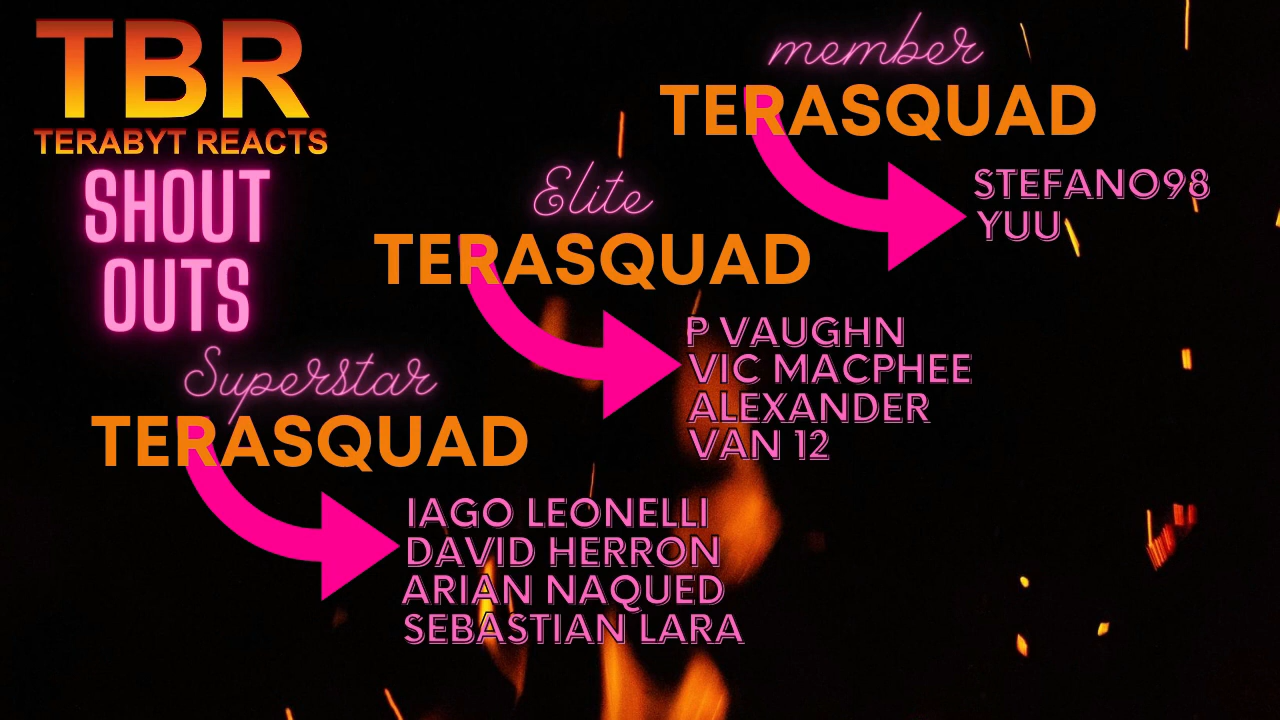 TBR
TERABYT REACTS
SHOUT
OUTS
member
TERASQUAD
STEFANO98
YUU
Elite
TERASQUAD
P VAUGHN
VIC MACPHEE
ALEXANDER
VAN 12
Superstar
TERASQUAD
IAGO LEONELLI
DAVID HERRON
ARIAN NAQUED
SEBASTIAN LARA